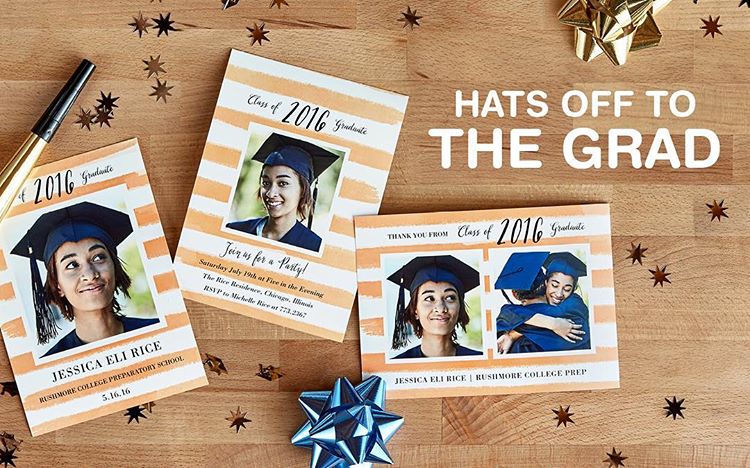 HATS OFF TO
THE GRAD
of 2016 Graduate
JESSICA ELI RICE
RUSHMORE COLLEGE PREPARATORY SCHOOL
5.16.16
Class of 2016 Graduate
Join us for a Party!
Saturday July 19th at Five in the Evening
The Rice Residence, Chicago, Illinois
RSVP to Michelle Rice at 773.2367
THANK YOU FROM Class of 2016 Graduate
JESSICA ELI RICE | RUSHMORE COLLEGE PREP